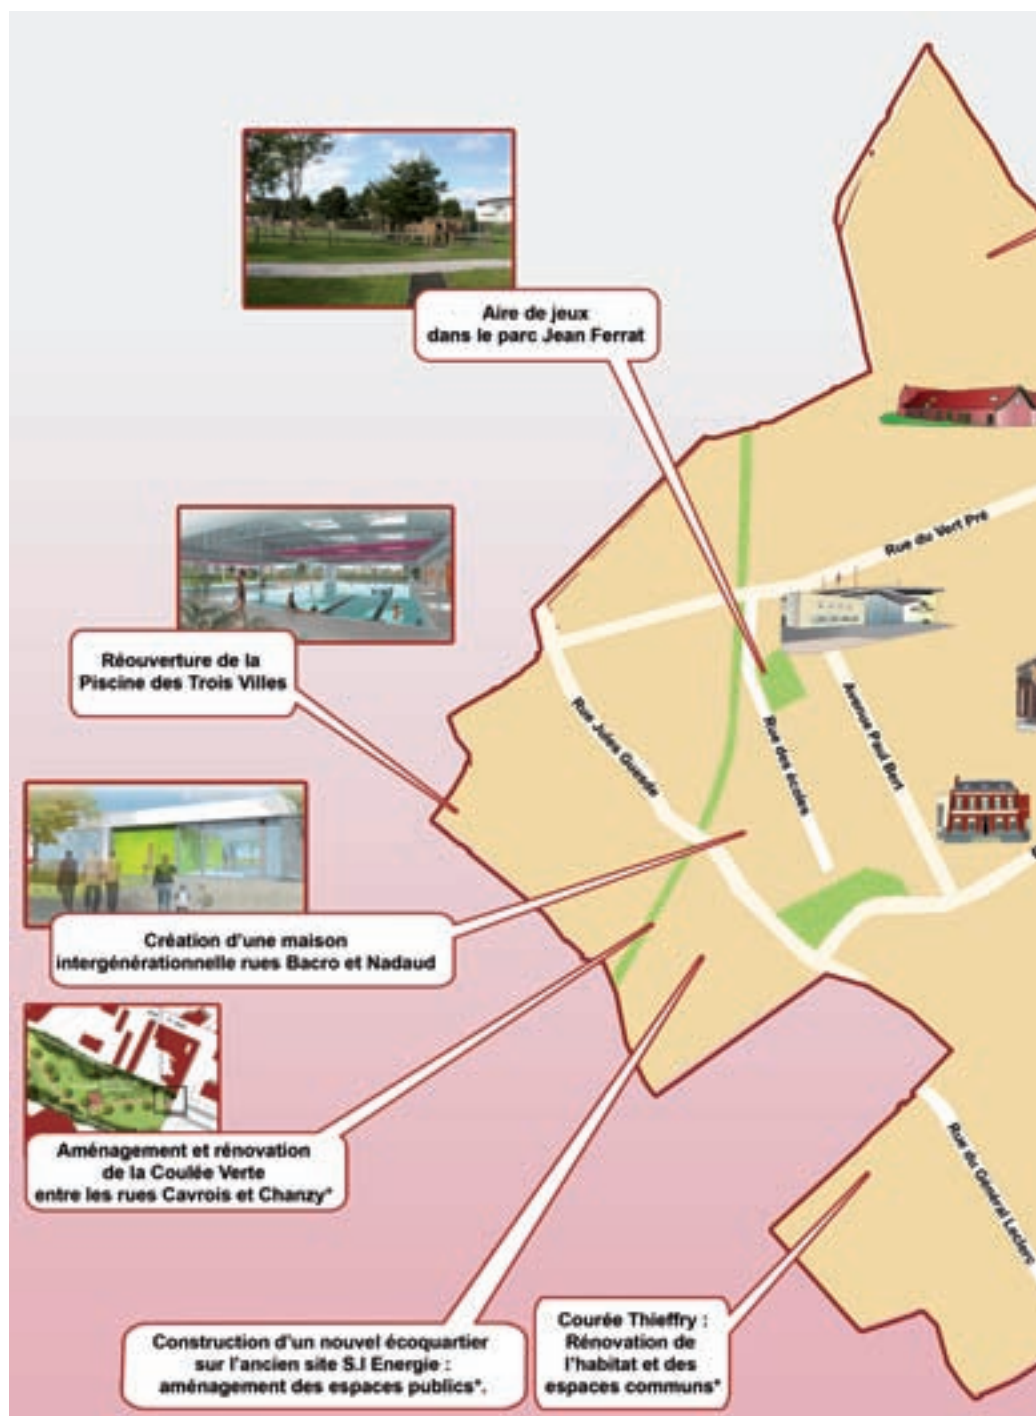 Aire de jeux
dans le parc Jean Ferrat
Rue du Vert Pré
Réouverture de la
Piscine des Trois Villes
Rue Jules Guesde
Rue des écoles
Avenue Paul Bert
Création d'une maison
intergénérationnelle rues Bacro et Nadaud
Aménagement et rénovation
de la Coulée Verte
entre les rues Cavrois et Chanzy*
Rue du Général Leclerc
Construction d'un nouvel écoquartier
sur l'ancien site S.I Energie :
aménagement des espaces publics*.
Courée Thieffry :
Rénovation de
l'habitat et des
espaces communs*